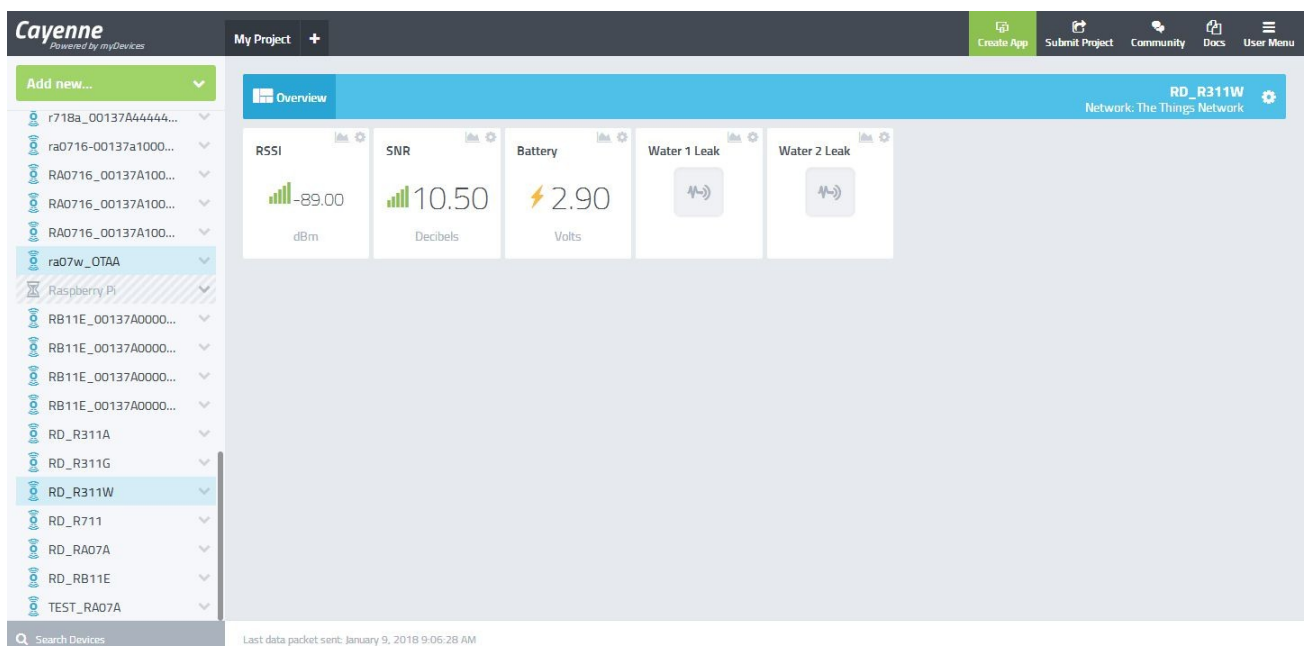 Cayenne
Powered by myDevices
My Project +
Create App
Submit Project
Community
Docs
User Menu
Add new...
r718a_00137A44444...
ra0716-00137a1000...
RA0716_00137A100...
RA0716_00137A100...
RA0716_00137A100...
ra07w_OTAA
Raspberry Pi
RB11E_00137A0000...
RB11E_00137A0000...
RB11E_00137A0000...
RB11E_00137A0000...
RD_R311A
RD_R311G
RD_R311W
RD_R711
RD_RA07A
RD_RB11E
TEST_RA07A
Search Devices
Overview
RD_R311W
Network: The Things Network
RSSI
-89.00
dBm
SNR
10.50
Decibels
Battery
2.90
Volts
Water 1 Leak
Water 2 Leak
Last data packet sent: January 9, 2018 9:06:28 AM